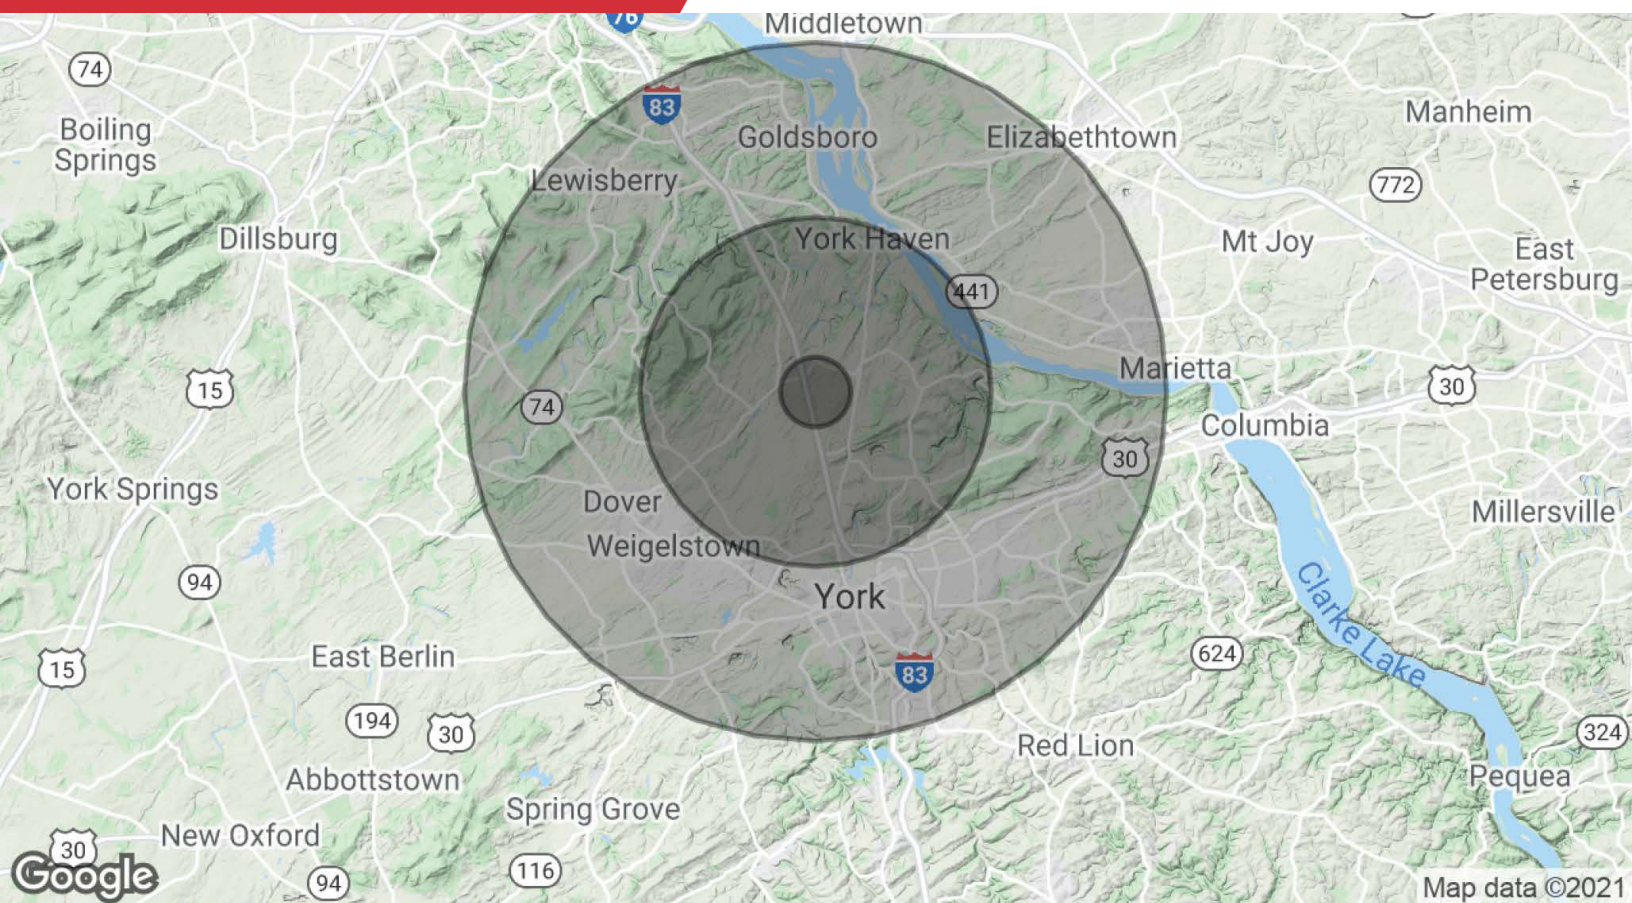 76
Middletown
74
83
Manheim
Boiling
Springs
Goldsboro
Elizabethtown
Lewisberry
772
Dillsburg
York Haven
Mt Joy
East
Petersburg
441
Marietta
15
74
30
Columbia
30
York Springs
Dover
Millersville
Weigelstown
94
York
Clarke Lake
East Berlin
624
15
83
194
30
Red Lion
324
Abbottstown
Pequea
Spring Grove
New Oxford
30
116
94
Google
Map data ©2021